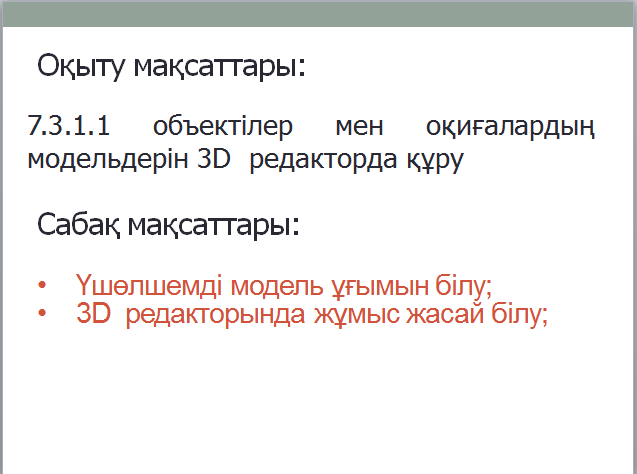 Оқыту мақсаттары:
7.3.1.1 объектілер мен оқиғалардың
модельдерін 3D редакторда құру
Сабақ мақсаттары:
• Үшөлшемді модель ұғымын білу;
• 3D редакторында жұмыс жасай білу;